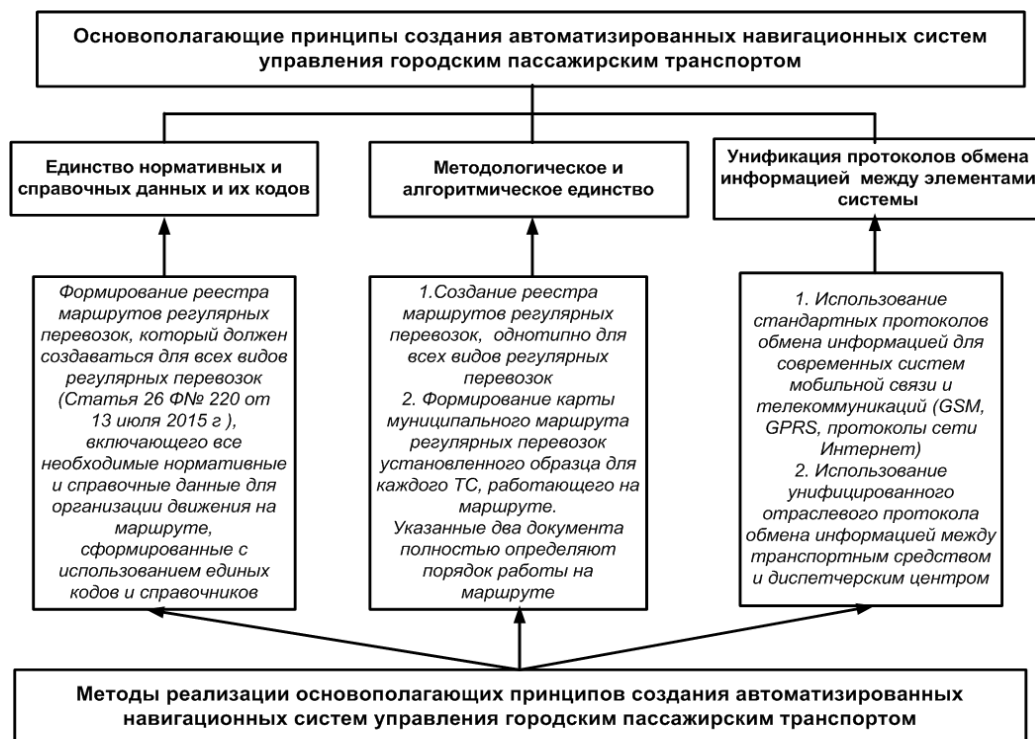 Основополагающие принципы создания автоматизированных навигационных систем
управления городским пассажирским транспортом
Единство нормативных и
справочных данных и их кодов
Методологическое и
алгоритмическое единство
Унификация протоколов обмена
информацией между элементами
системы
Формирование реестра
маршрутов регулярных
перевозок, который должен
создаваться для всех видов
регулярных перевозок
(Статья 26 Ф№ 220 от
13 июля 2015 г ),
включающего все
необходимые нормативные
и справочные данные для
организации движения на
маршруте,
сформированные с
использованием единых
кодов и справочников
1.Создание реестра
маршрутов регулярных
перевозок, однотипно для
всех видов регулярных
перевозок
2. Формирование карты
муниципального маршрута
регулярных перевозок
установленного образца для
каждого ТС, работающего на
маршруте.
Указанные два документа
полностью определяют
порядок работы на
маршруте
1. Использование
стандартных протоколов
обмена информацией для
современных систем
мобильной связи и
телекоммуникаций (GSM,
GPRS, протоколы сети
Интернет)
2. Использование
унифицированного
отраслевого протокола
обмена информацией между
транспортным средством
и диспетчерским центром
Методы реализации основополагающих принципов создания автоматизированных
навигационных систем управления городским пассажирским транспортом